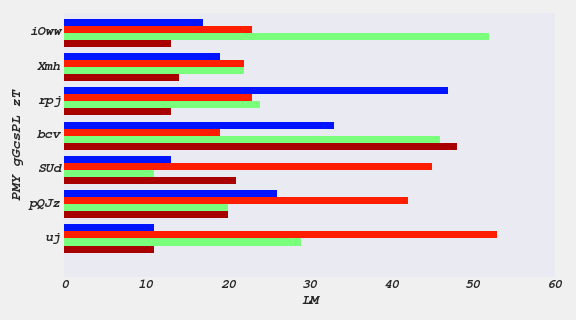 iOww
Xmh
rpj
bcv
SUd
pQJz
uj
PMY gGcsPL zT
0 10 20 30 40 50 60
LM